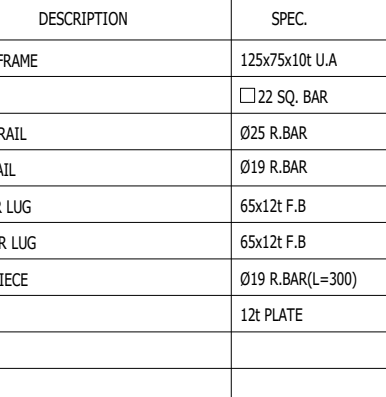 DESCRIPTION SPEC.
FRAME 125x75x10t U.A
□22 SQ. BAR
RAIL Ø25 R.BAR
AIL Ø19 R.BAR
R LUG 65x12t F.B
R LUG 65x12t F.B
IECE Ø19 R.BAR(L=300)
12t PLATE